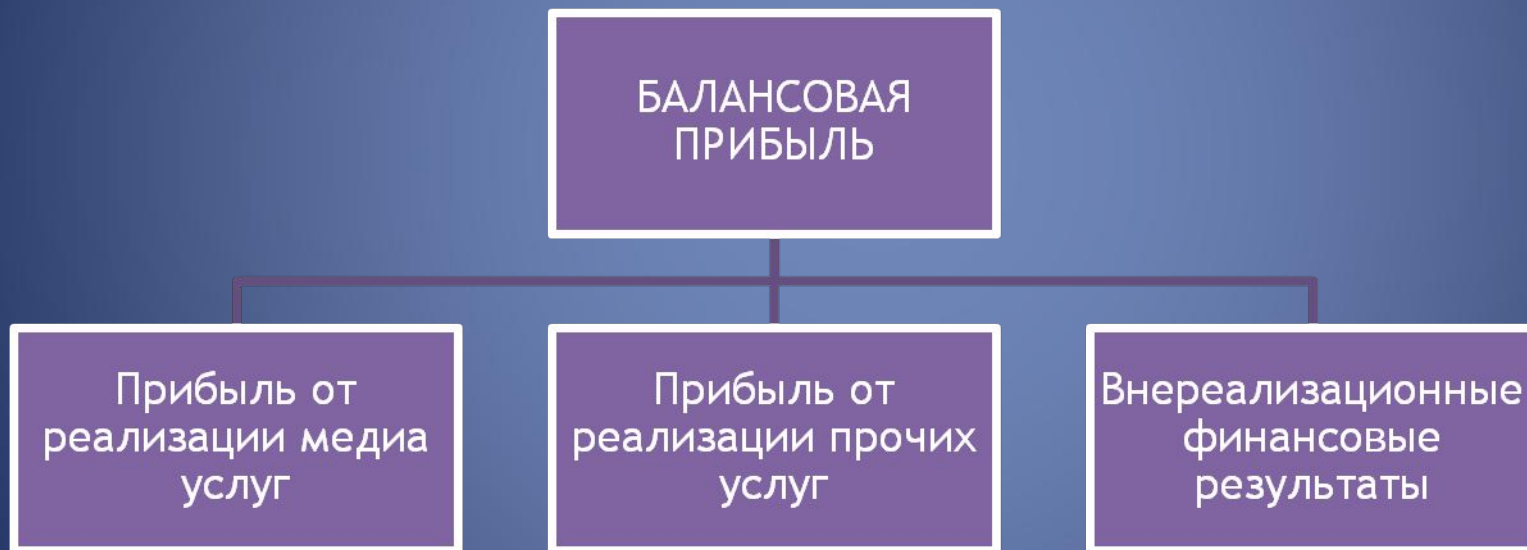 БАЛАНСОВАЯ
ПРИБЫЛЬ
Прибыль от
реализации медиа
услуг
Прибыль от
реализации прочих
услуг
Внереализационные
финансовые
результаты